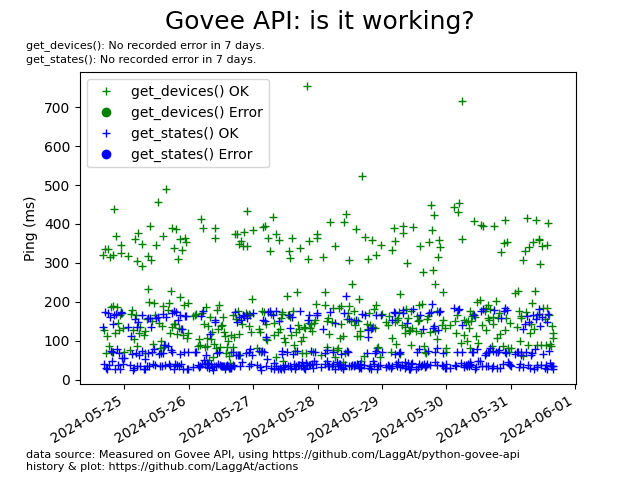 Govee API: is it working?
get_devices(): No recorded error in 7 days.
get_states(): No recorded error in 7 days.
get_devices() OK
get_devices() Error
get_states() OK
get_states() Error
Ping (ms)
700
600
500
400
300
200
100
0
2024-05-25
2024-05-26
2024-05-27
2024-05-28
2024-05-29
2024-05-30
2024-05-31
2024-06-01
data source: Measured on Govee API, using https://github.com/LaggAt/python-govee-api
history & plot: https://github.com/LaggAt/actions